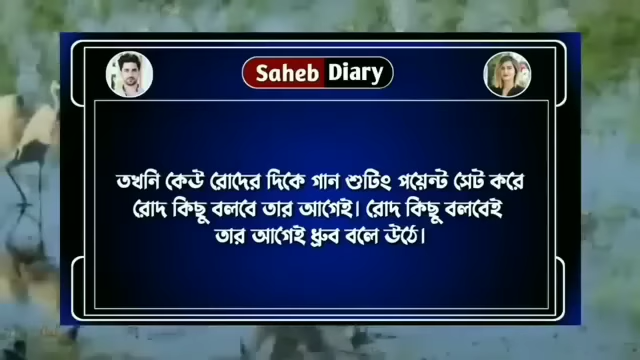 Saheb Diary
তখনি কেউ রোদের দিকে গান শুটিং পয়েন্ট সেট করে
রোদ কিছু বলবে তার আগেই। রোদ কিছু বলবেই
তার আগেই ধ্রুব বলে উঠে।